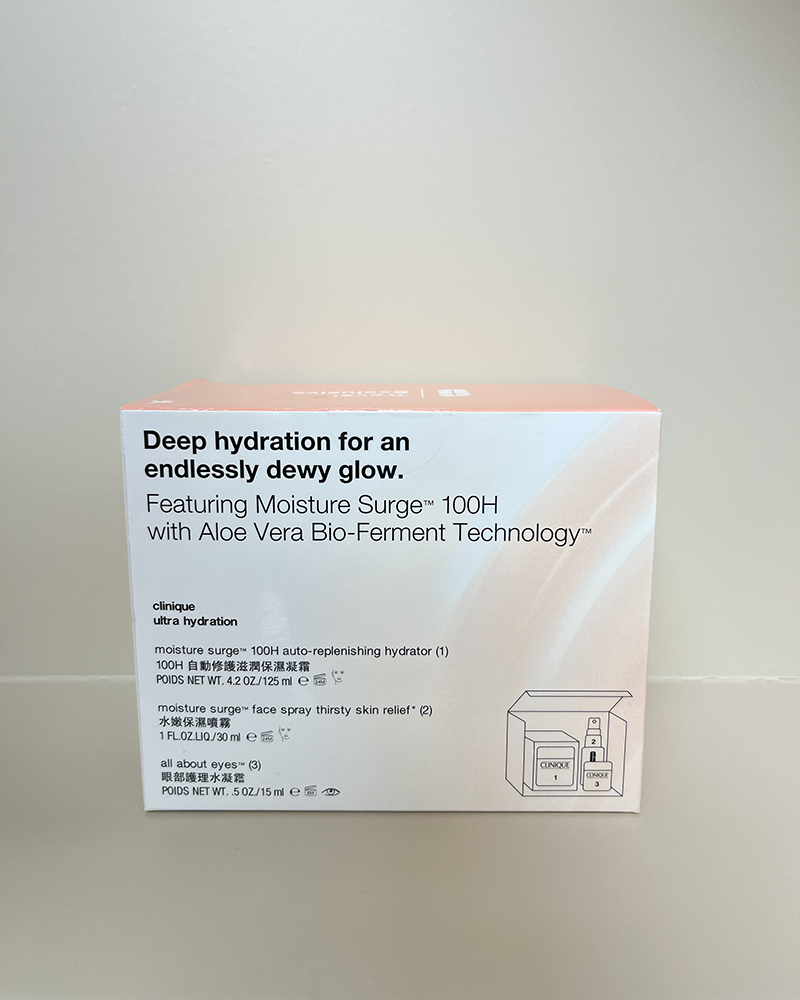 Deep hydration for an
endlessly dewy glow.
Featuring Moisture Surge™ 100H
with Aloe Vera Bio-Ferment Technology™
clinique
ultra hydration
moisture surge™ 100H auto-replenishing hydrator (1)
100H 自動修護滋潤保濕凝霜
POIDS NET WT. 4.2 OZ./125 ml ℮ 24M
moisture surge™ face spray thirsty skin relief* (2)
水嫩保濕噴霧
1 FL.OZ.LIQ./30 ml ℮
all about eyes™ (3)
眼部護理水凝霜
POIDS NET WT. .5 OZ./15 ml ℮
CLINIQUE
1
2
CLINIQUE
3